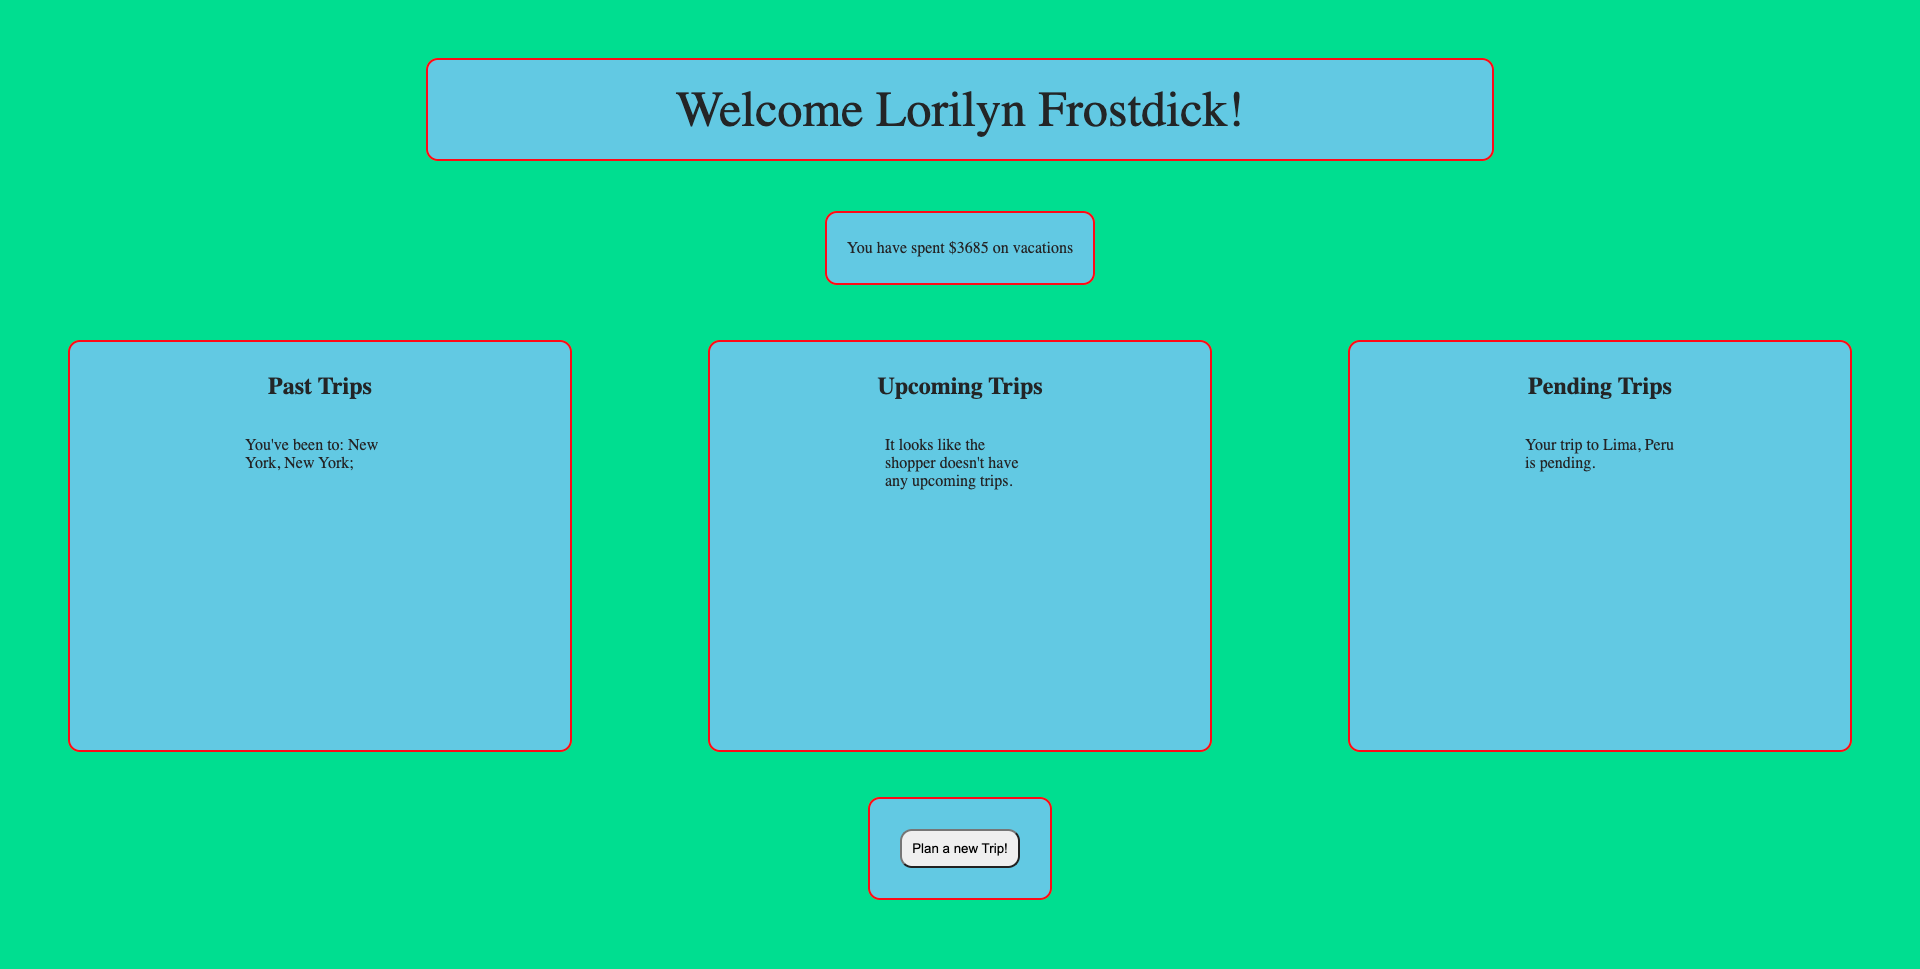 Welcome Lorilyn Frostdick!
You have spent $3685 on vacations
Past Trips
You've been to: New
York, New York;
Upcoming Trips
It looks like the
shopper doesn't have
any upcoming trips.
Pending Trips
Your trip to Lima, Peru
is pending.
Plan a new Trip!